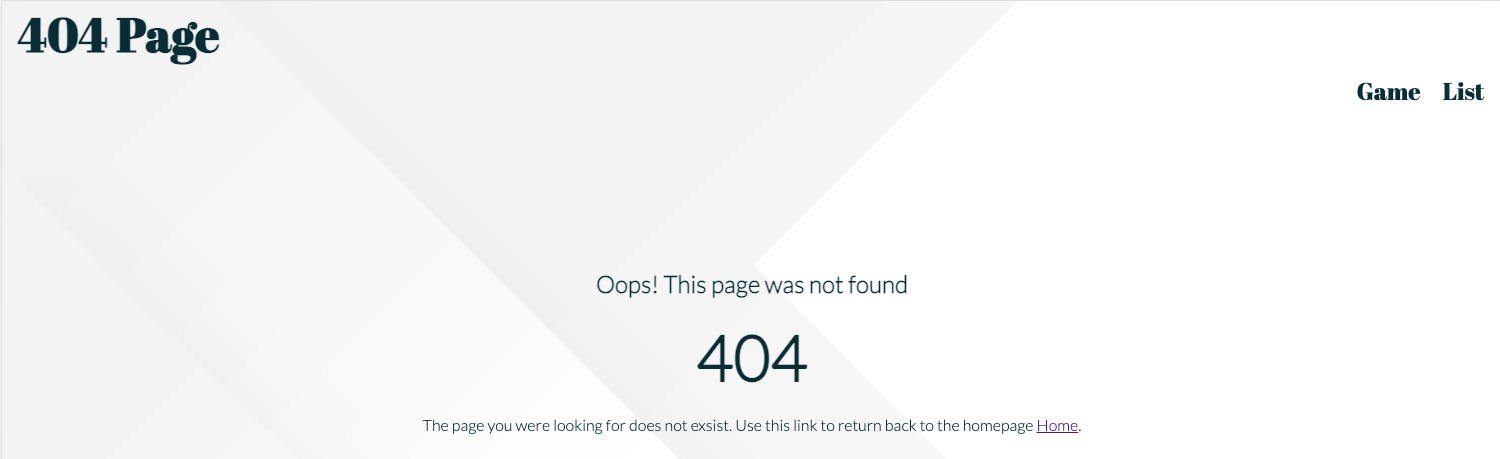 404 Page
Game List
Oops! This page was not found
404
The page you were looking for does not exsist. Use this link to return back to the homepage Home.